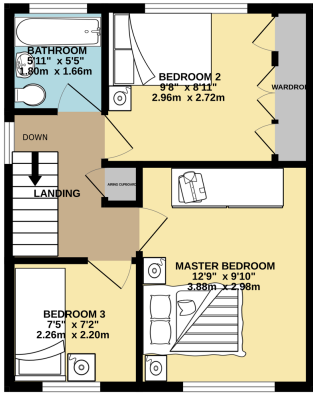 BATHROOM
5'11" x 5'5"
1.80m x 1.66m
BEDROOM 2
9'8" x 8'11"
2.96m x 2.72m
WARDROB
DOWN
AIRING CUPBOARD
LANDING
MASTER BEDROOM
12'9" x 9'10"
3.88m x 2.98m
BEDROOM 3
7'5" x 7'2"
2.26m x 2.20m